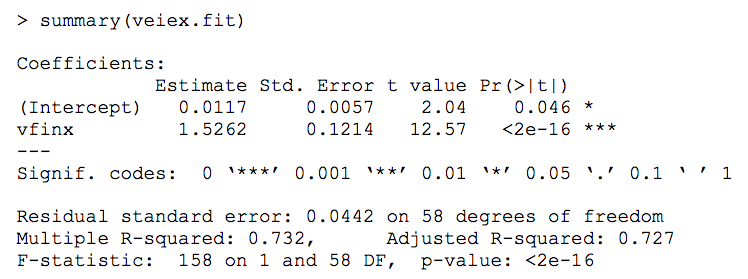 > summary(veiex.fit)
Coefficients:
Estimate Std. Error t value Pr(>|t|)
(Intercept) 0.0117 0.0057 2.04 0.046 *
vfinx 1.5262 0.1214 12.57 <2e-16 ***
---
Signif. codes: 0 ‘***’ 0.001 ‘**’ 0.01 ‘*’ 0.05 ‘.’ 0.1 ‘ ’ 1
Residual standard error: 0.0442 on 58 degrees of freedom
Multiple R-squared: 0.732, Adjusted R-squared: 0.727
F-statistic: 158 on 1 and 58 DF, p-value: <2e-16